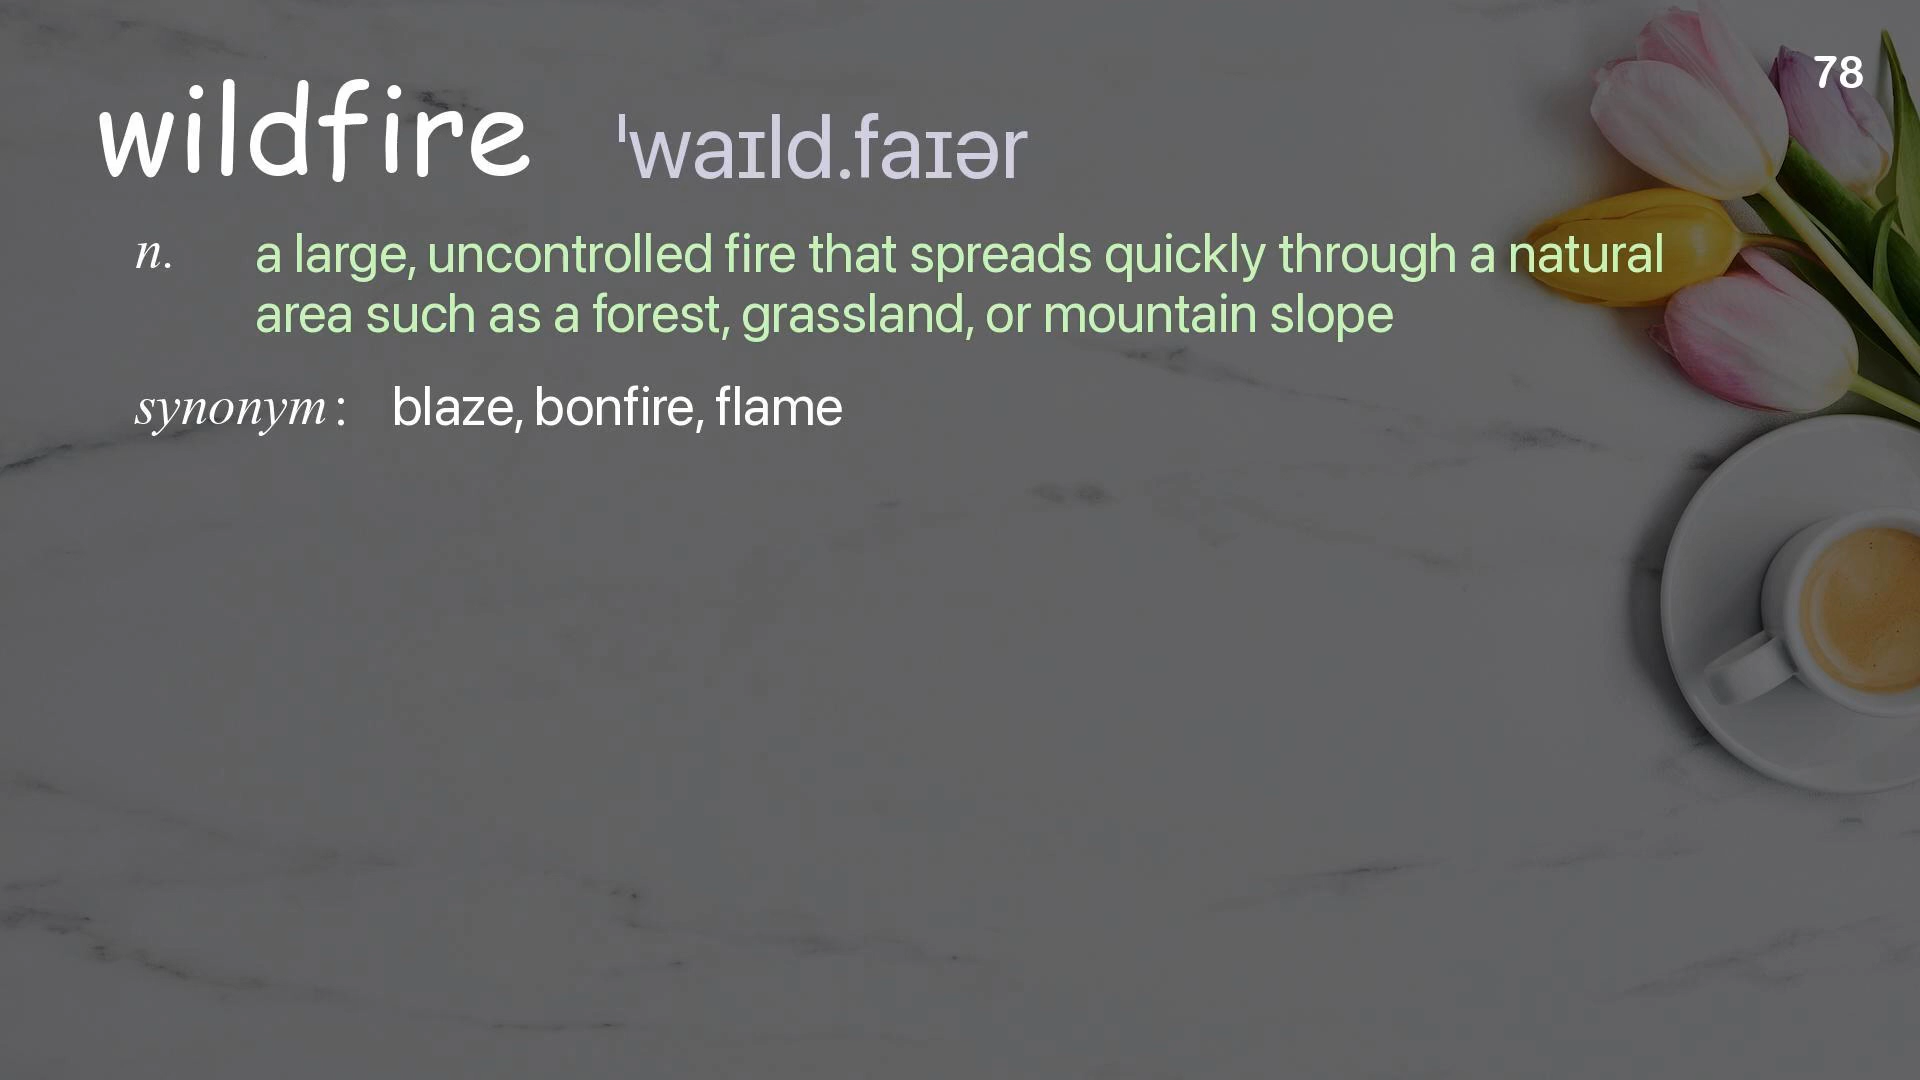 78
wildfire ˈwaɪld.faɪər
n. a large, uncontrolled fire that spreads quickly through a natural
area such as a forest, grassland, or mountain slope
synonym: blaze, bonfire, flame